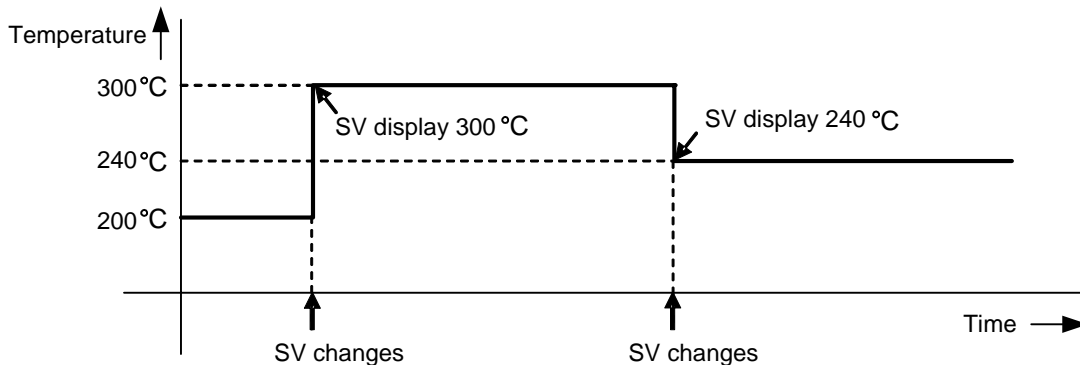 Temperature
300℃
SV display 300 ℃
SV display 240 ℃
240℃
200℃
Time
SV changes
SV changes